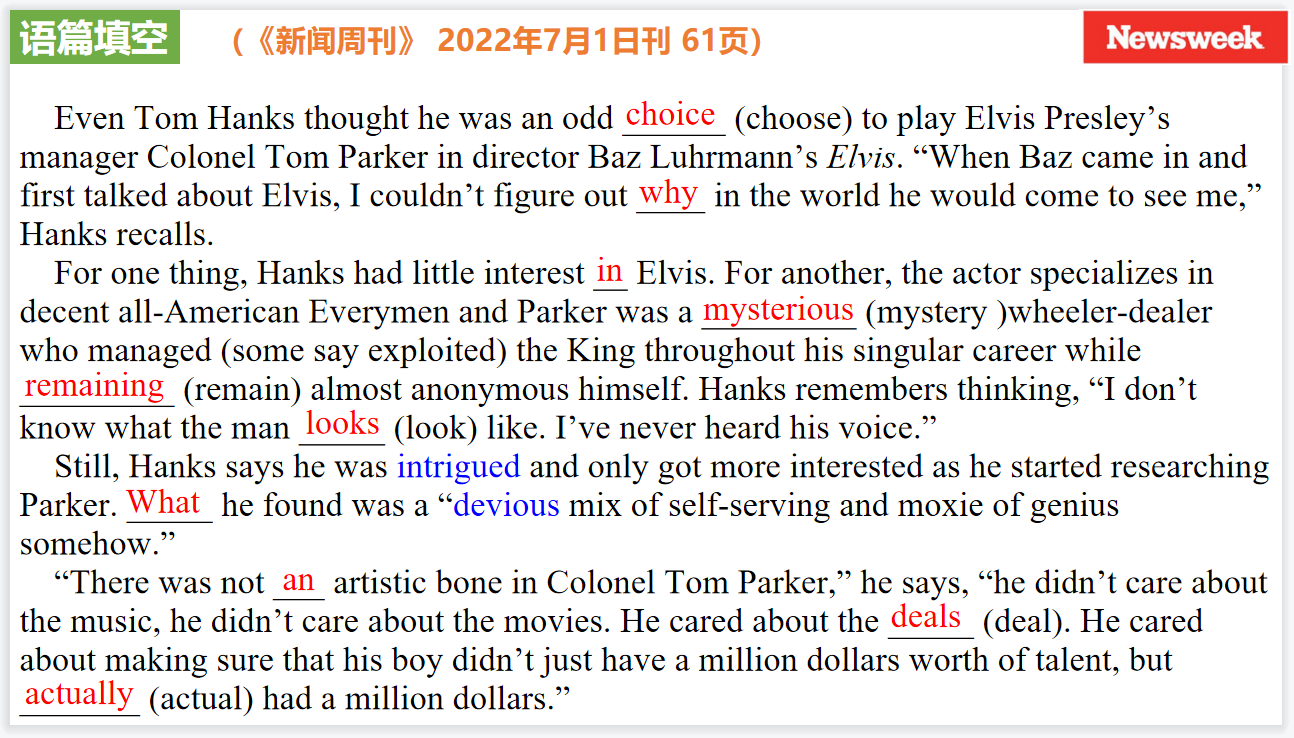 语篇填空 (《新闻周刊》 2022年7月1日刊 61页) Newsweek
Even Tom Hanks thought he was an odd choice (choose) to play Elvis Presley’s
manager Colonel Tom Parker in director Baz Luhrmann’s Elvis. “When Baz came in and
first talked about Elvis, I couldn’t figure out why in the world he would come to see me,”
Hanks recalls.
For one thing, Hanks had little interest in Elvis. For another, the actor specializes in
decent all-American Everymen and Parker was a mysterious (mystery )wheeler-dealer
who managed (some say exploited) the King throughout his singular career while
remaining (remain) almost anonymous himself. Hanks remembers thinking, “I don’t
know what the man looks (look) like. I’ve never heard his voice.”
Still, Hanks says he was intrigued and only got more interested as he started researching
Parker. What he found was a “devious mix of self-serving and moxie of genius
somehow.”
“There was not an artistic bone in Colonel Tom Parker,” he says, “he didn’t care about
the music, he didn’t care about the movies. He cared about the deals (deal). He cared
about making sure that his boy didn’t just have a million dollars worth of talent, but
actually (actual) had a million dollars.”